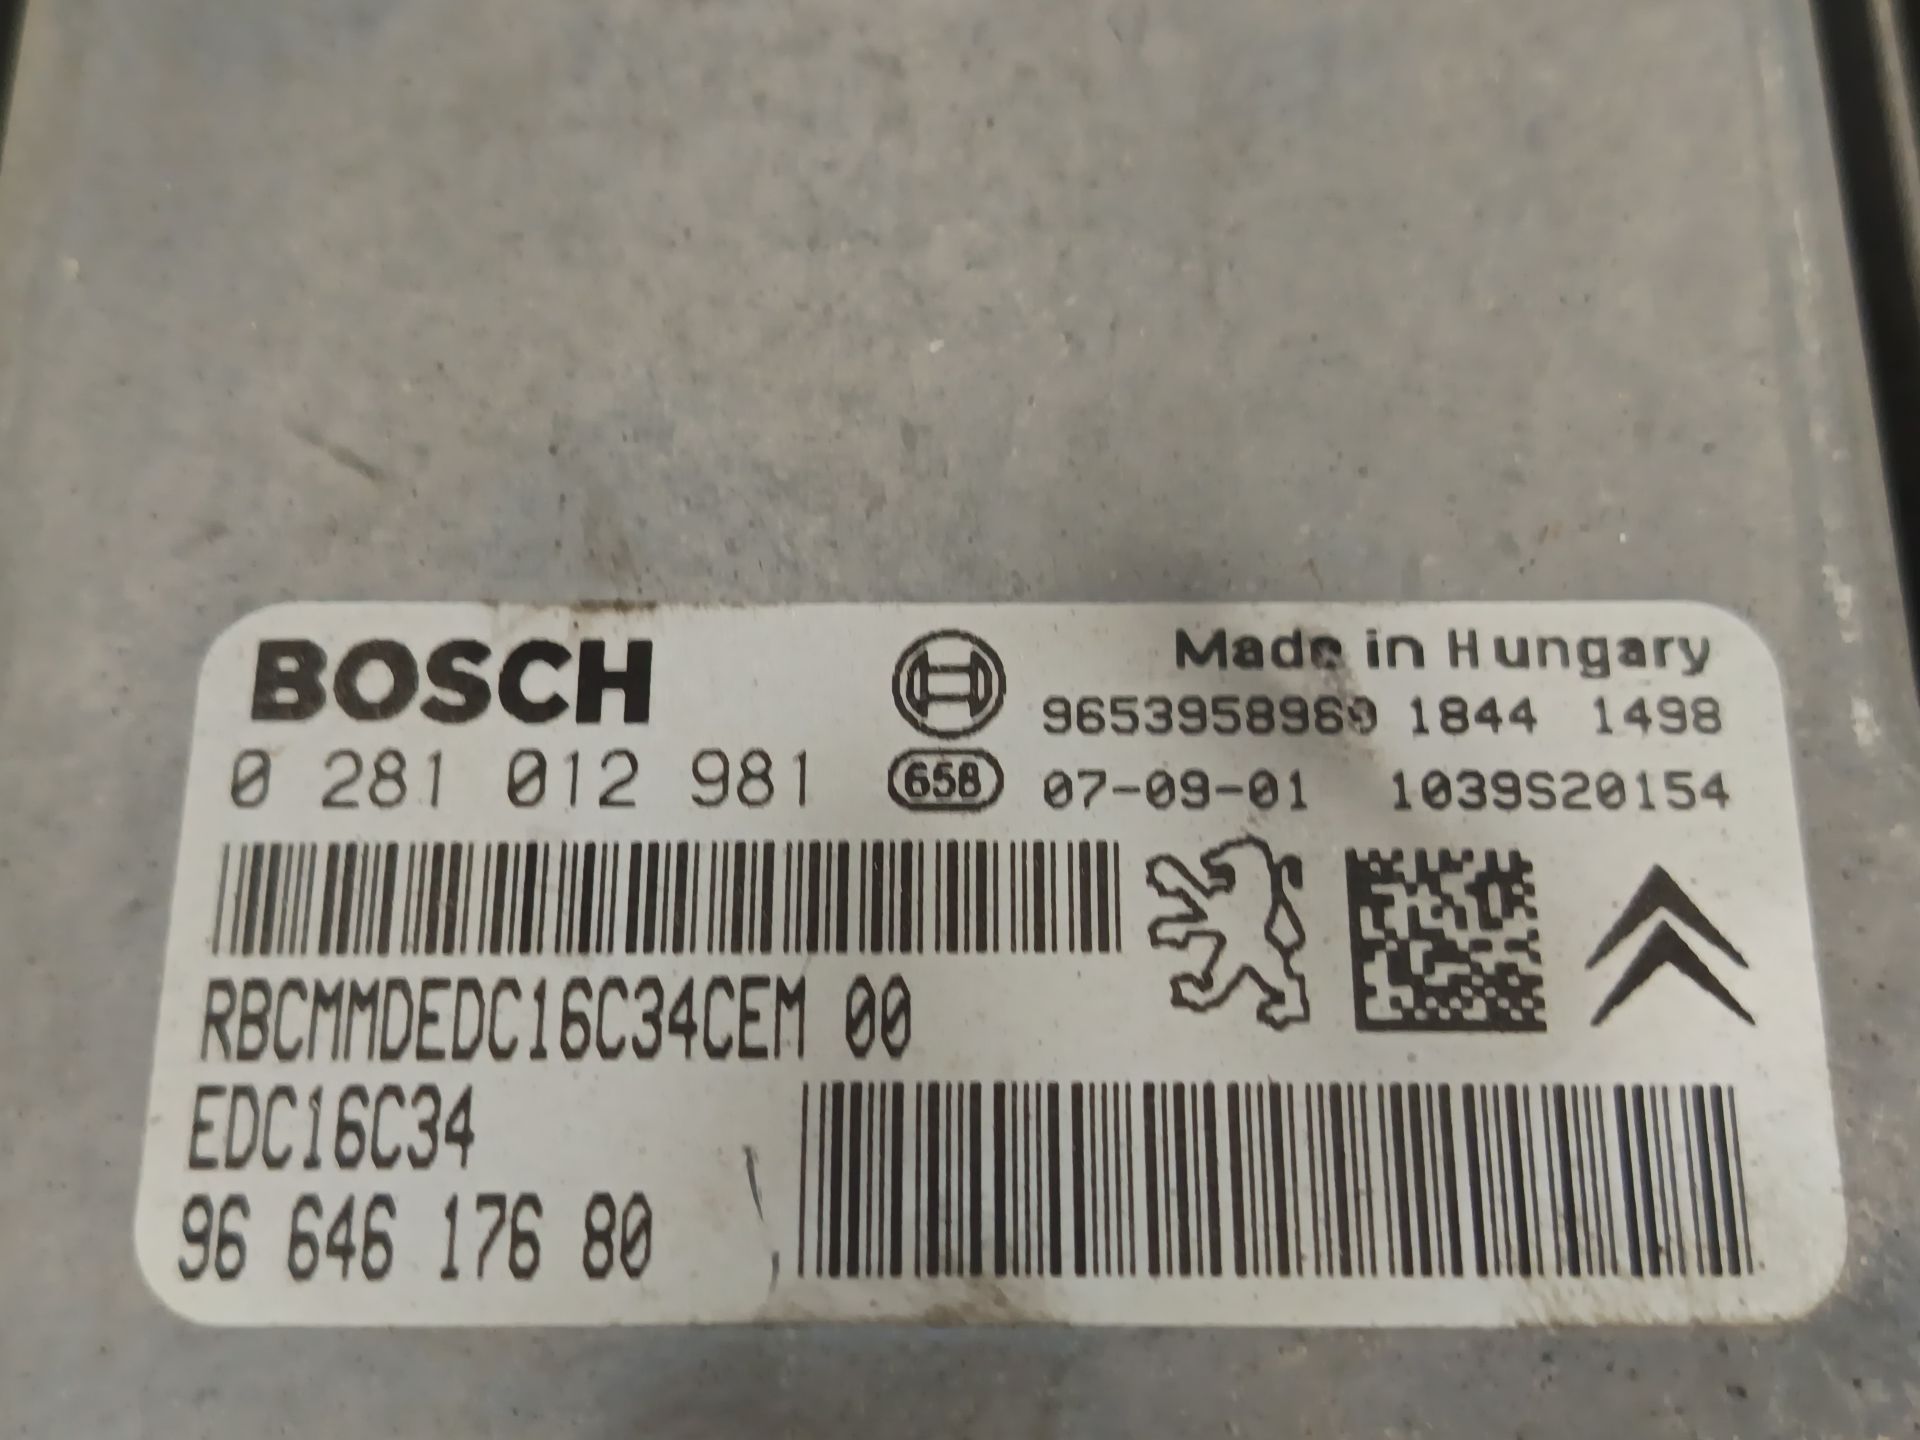 BOSCH
Made in Hungary
9653958960 1844 1498
0 281 012 981
658
07-09-01 1039S20154
RBCMMDEDC16C34CEM 00
EDC16C34
96 646 176 80